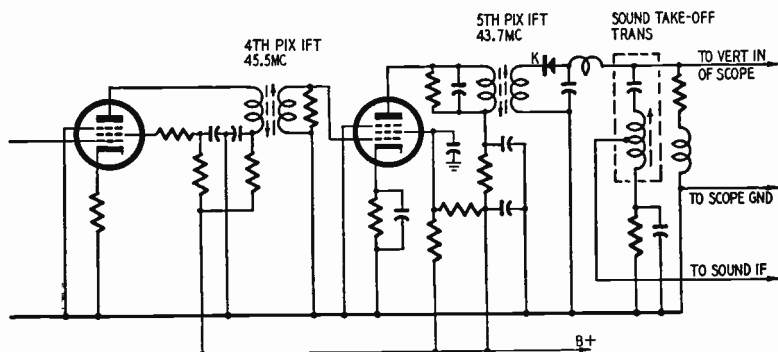 4TH PIX IFT
45.5MC
5TH PIX IFT
43.7MC
SOUND TAKE-OFF
TRANS
K
TO VERT IN
OF SCOPE
TO SCOPE GND
TO SOUND IF
B+